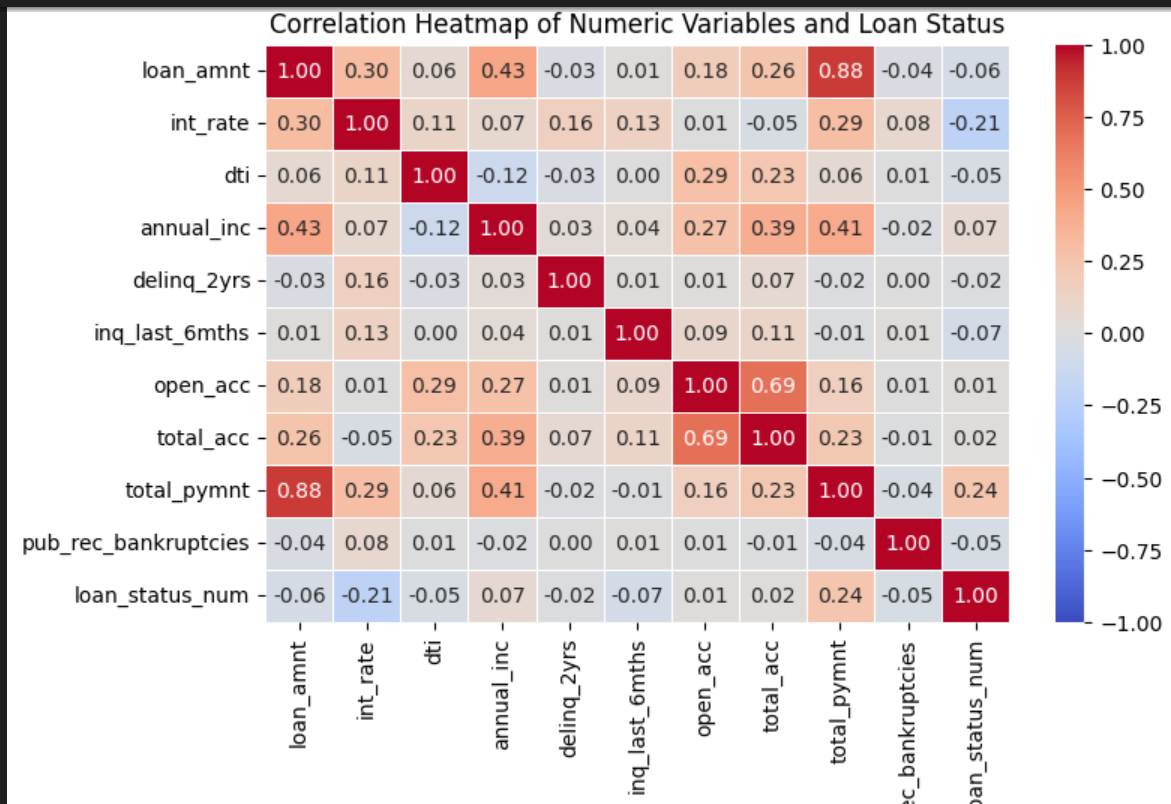 Correlation Heatmap of Numeric Variables and Loan Status
loan_amnt 1.00 0.30 0.06 0.43 -0.03 0.01 0.18 0.26 0.88 -0.04 -0.06
int_rate 0.30 1.00 0.11 0.07 0.16 0.13 0.01 -0.05 0.29 0.08 -0.21
dti 0.06 0.11 1.00 -0.12 -0.03 0.00 0.29 0.23 0.06 0.01 -0.05
annual_inc 0.43 0.07 -0.12 1.00 0.03 0.04 0.27 0.39 0.41 -0.02 0.07
delinq_2yrs -0.03 0.16 -0.03 0.03 1.00 0.01 0.01 0.07 -0.02 0.00 -0.02
inq_last_6mths 0.01 0.13 0.00 0.04 0.01 1.00 0.09 0.11 -0.01 0.01 -0.07
open_acc 0.18 0.01 0.29 0.27 0.01 0.09 1.00 0.69 0.16 0.01 0.01
total_acc 0.26 -0.05 0.23 0.39 0.07 0.11 0.69 1.00 0.23 -0.01 0.02
total_pymnt 0.88 0.29 0.06 0.41 -0.02 -0.01 0.16 0.23 1.00 -0.04 0.24
pub_rec_bankruptcies -0.04 0.08 0.01 -0.02 0.00 0.01 0.01 -0.01 -0.04 1.00 -0.05
loan_status_num -0.06 -0.21 -0.05 0.07 -0.02 -0.07 0.01 0.02 0.24 -0.05 1.00
loan_amnt
int_rate
dti
annual_inc
delinq_2yrs
inq_last_6mths
open_acc
total_acc
total_pymnt
ec_bankruptcies
oan_status_num
1.00
0.75
0.50
0.25
0.00
−0.25
−0.50
−0.75
−1.00